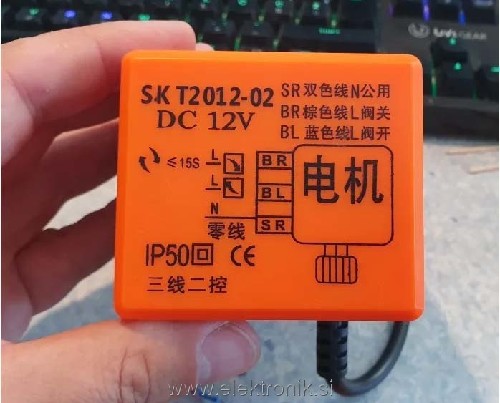 SK T2012-02
DC 12V
SR 双色线N公用
BR棕色线L阀关
BL 蓝色线L阀开
≤15S
L
L
N
零线
BR
BL
SR
电机
IP50 CE
三线二控
www.elektronik.si